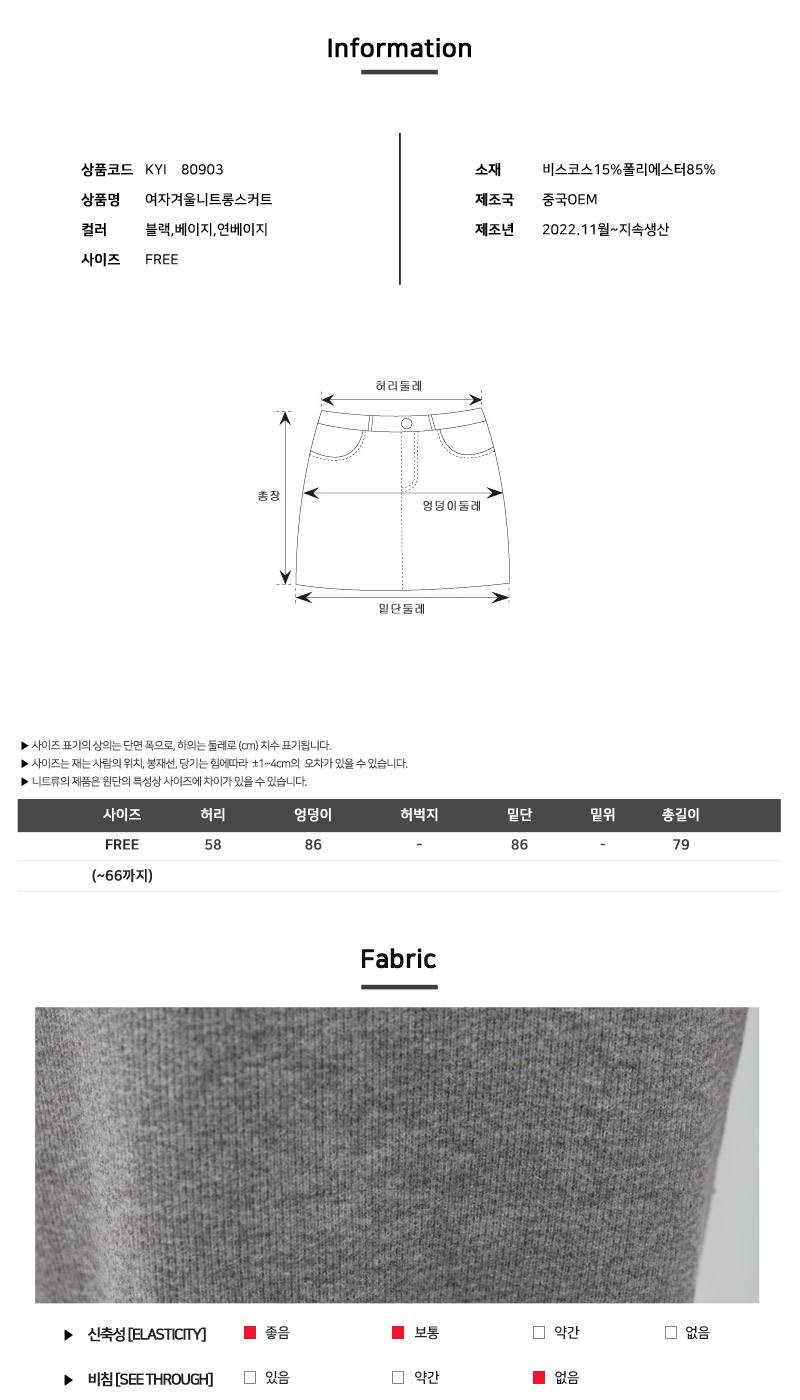 Information
상품코드 KYI 80903
상품명 여자겨울니트롱스커트
컬러 블랙,베이지,연베이지
사이즈 FREE
소재 비스코스15%폴리에스터85%
제조국 중국OEM
제조년 2022.11월~지속생산
허리둘레
총장
엉덩이둘레
밑단둘레
▶ 사이즈 표기의 상의는 단면 폭으로, 하의는 둘레로 (cm) 치수 표기됩니다.
▶ 사이즈는 재는 사람의 위치, 봉재선, 당기는 힘에따라 ±1~4cm의 오차가 있을 수 있습니다.
▶ 니트류의 제품은 원단의 특성상 사이즈에 차이가 있을 수 있습니다.
사이즈 허리 엉덩이 허벅지 밑단 밑위 총길이
FREE 58 86 - 86 - 79
(~66까지)
Fabric
▶ 신축성 [ELASTICITY] 좋음 보통 약간 없음
▶ 비침 [SEE THROUGH] 있음 약간 없음